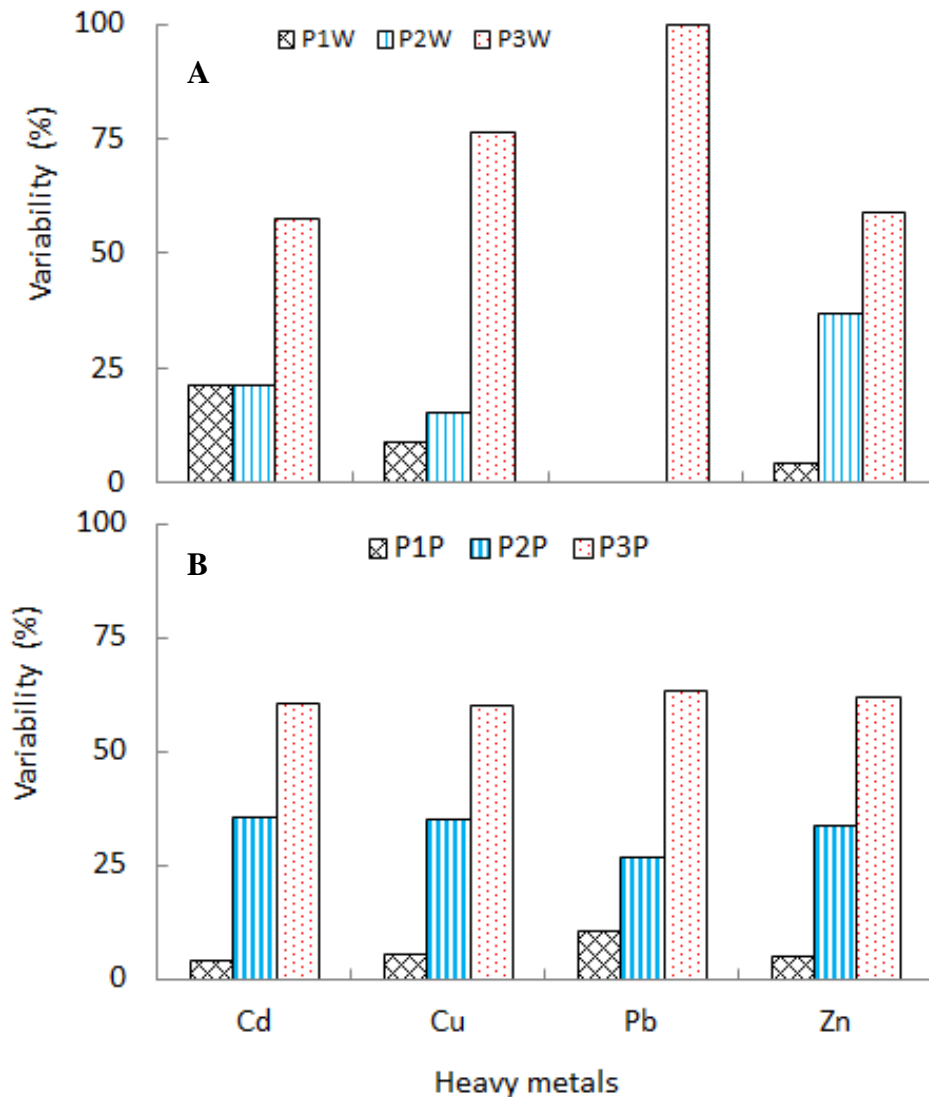 100
P1W P2W P3W
A
75
50
25
0
Variability (%)
100
B
P1P P2P P3P
75
50
25
0
Variability (%)
Cd Cu Pb Zn
Heavy metals